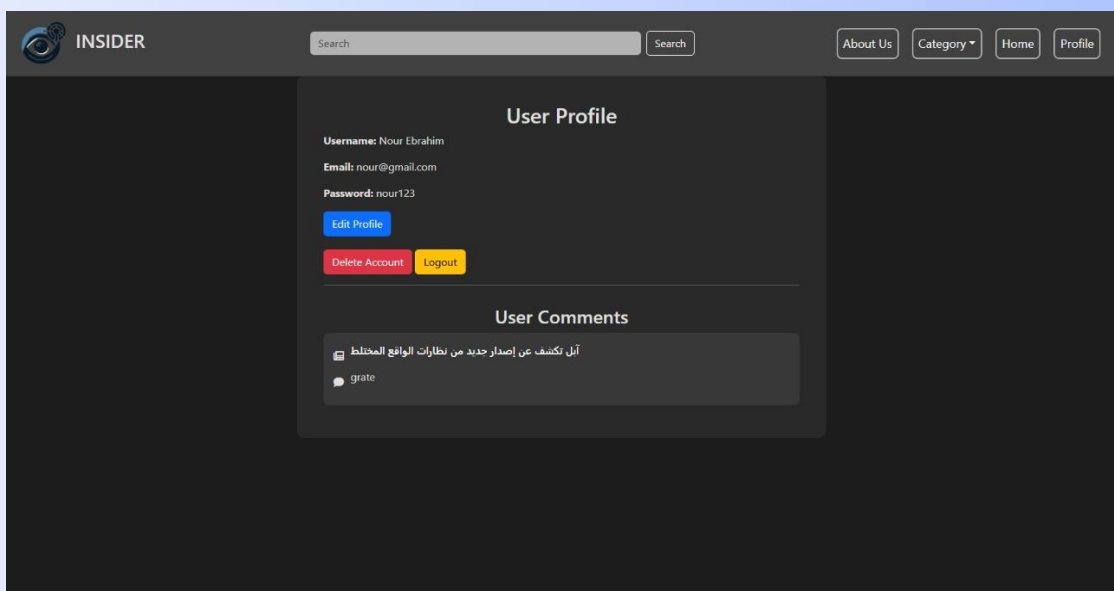 INSIDER
Search
Search
About Us
Category
Home
Profile
User Profile
Username: Nour Ebrahim
Email: nour@gmail.com
Password: nour123
Edit Profile
Delete Account
Logout
User Comments
آبل تكشف عن إصدار جديد من نظارات الواقع المختلط
grate